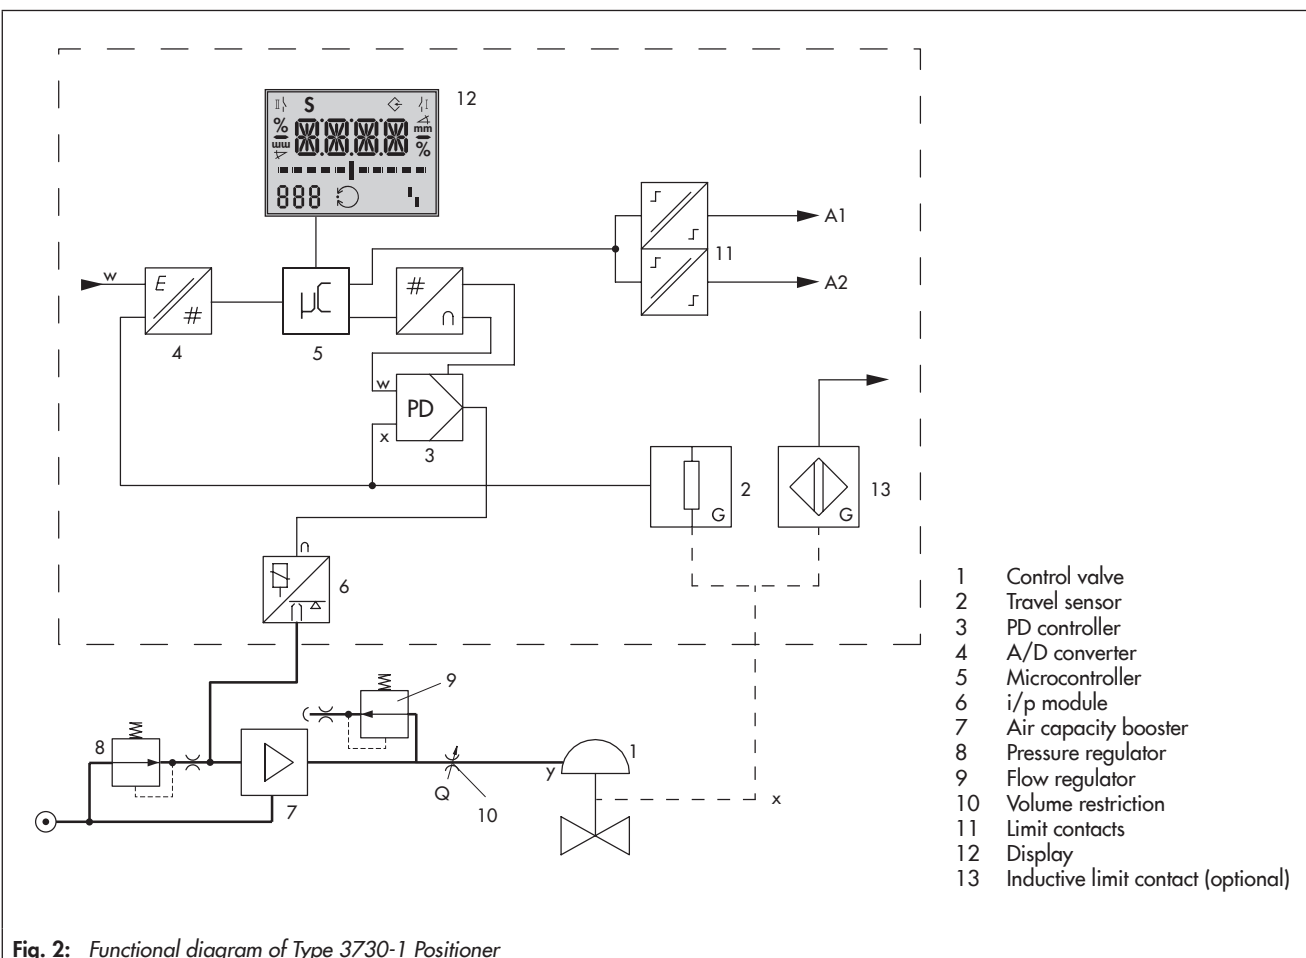 12
S
%
mm
mm
%
888
w
E
#
4
µC
5
#
∩
A1
11
A2
w
PD
x
3
2
G
13
G
∩
6
9
8
7
Q
10
y
1
x
1 Control valve
2 Travel sensor
3 PD controller
4 A/D converter
5 Microcontroller
6 i/p module
7 Air capacity booster
8 Pressure regulator
9 Flow regulator
10 Volume restriction
11 Limit contacts
12 Display
13 Inductive limit contact (optional)
Fig. 2: Functional diagram of Type 3730-1 Positioner